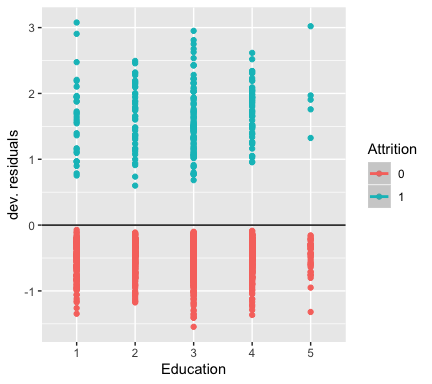 dev. residuals
3
2
1
0
-1
1 2 3 4 5
Education
Attrition
0
1